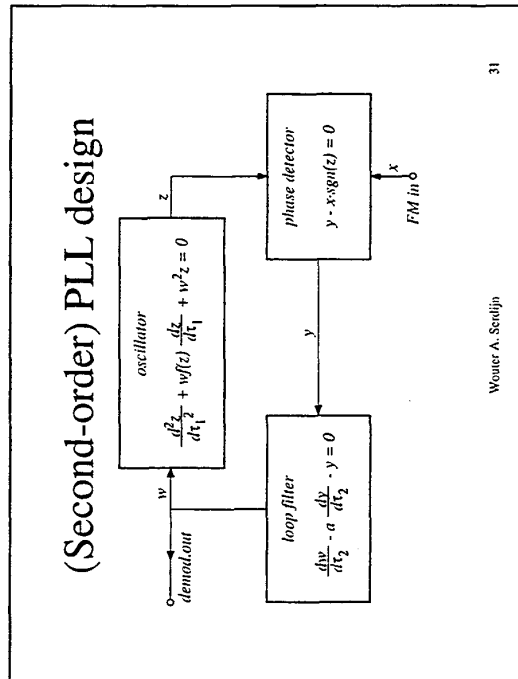 (Second-order) PLL design
oscillator
d²z/dτ₁² + wf(z) dz/dτ₁ + w²z = 0
z
w
demod.out
phase detector
y - x·sgn(z) = 0
y
loop filter
dw/dτ₂ - a dy/dτ₂ - y = 0
x
FM in
Wouter A. Serdijn
31